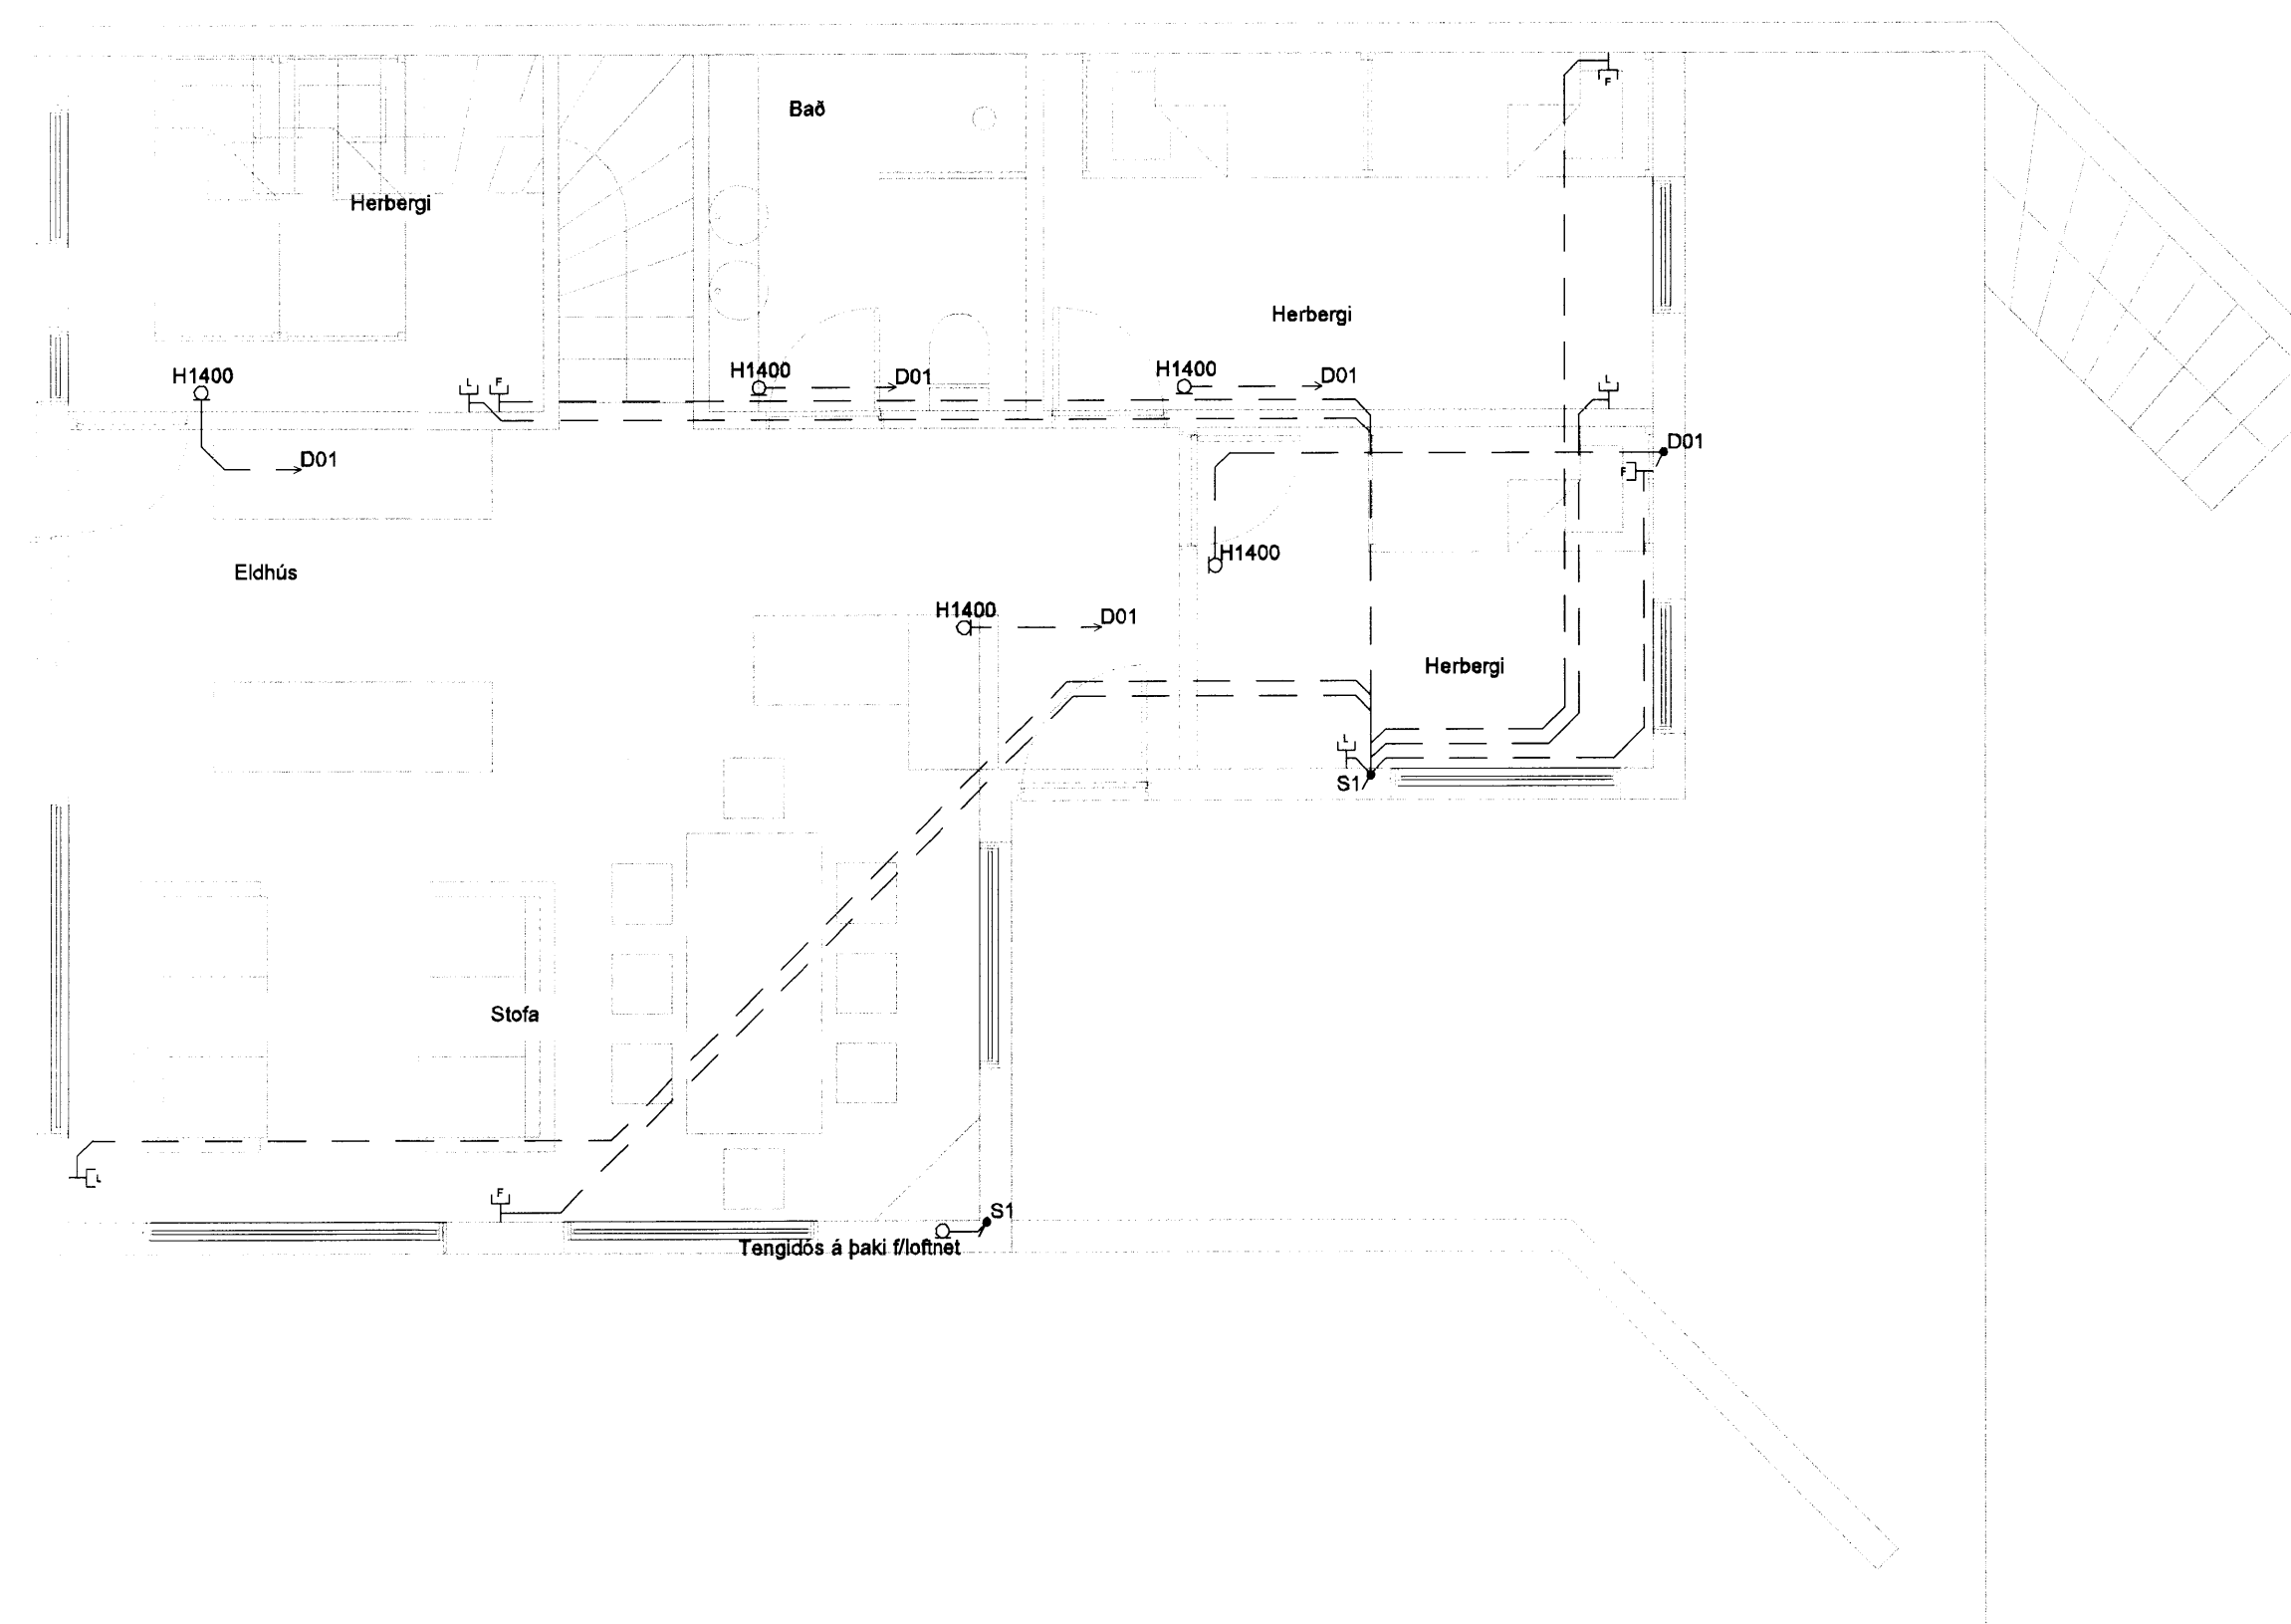 F
Bað
Herbergi
Herbergi
H1400
L
F
H1400
D01
H1400
D01
L
D01
D01
F
H1400
Eldhús
H1400
D01
Herbergi
L
S1
Stofa
L
F
S1
Tengidós á þaki f/loftnet